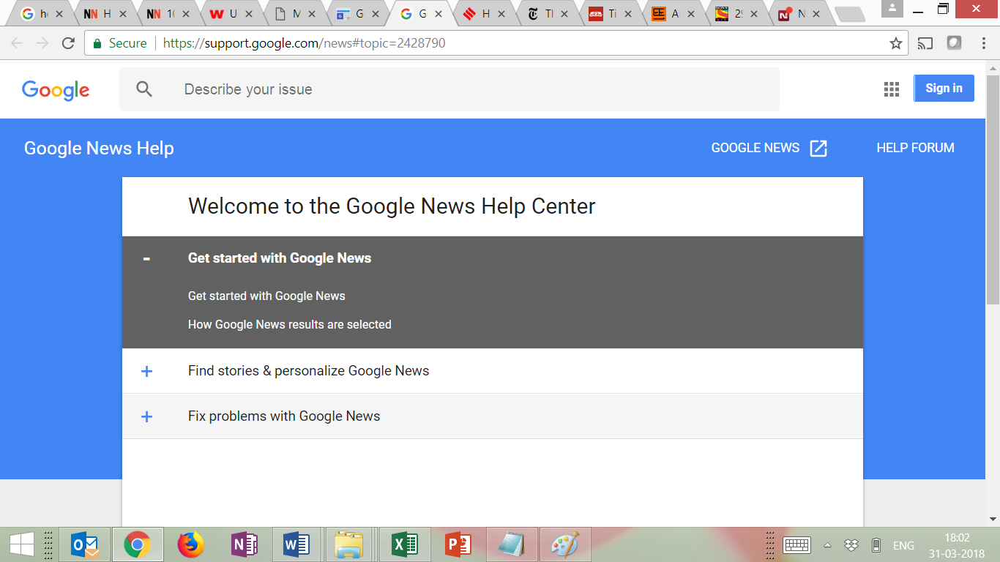 h
H
10
U
M
G
G
H
Ti
A
29
N
Secure https://support.google.com/news#topic=2428790
Google
Describe your issue
Sign in
Google News Help
GOOGLE NEWS
HELP FORUM
Welcome to the Google News Help Center
- Get started with Google News
Get started with Google News
How Google News results are selected
+ Find stories & personalize Google News
+ Fix problems with Google News
ENG
18:02
31-03-2018